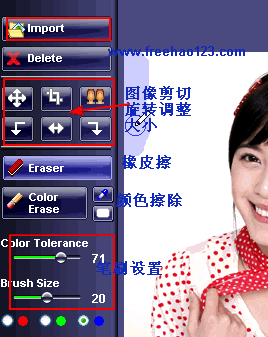 Import
www.freehao123.com
Delete
图像剪切
旋转调整
大小
Eraser
橡皮擦
Color
Erase
颜色擦除
Color Tolerance
71
笔刷设置
Brush Size
20